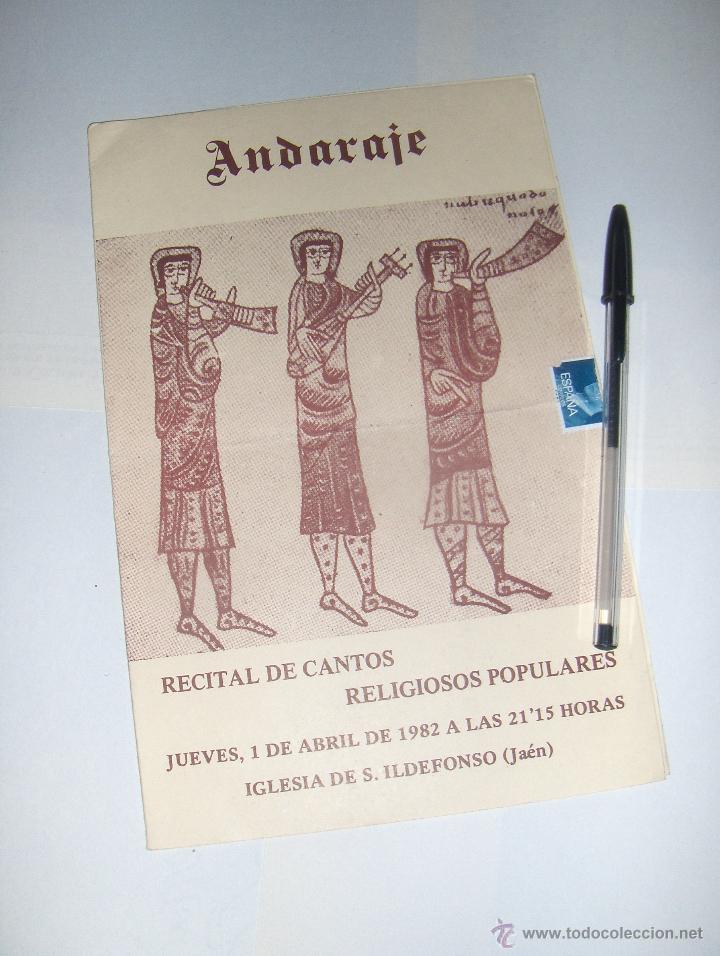 Andaraje
ESPAÑA
RECITAL DE CANTOS
RELIGIOSOS POPULARES
JUEVES, 1 DE ABRIL DE 1982 A LAS 21'15 HORAS
IGLESIA DE S. ILDEFONSO (Jaén)
© www.todocoleccion.net